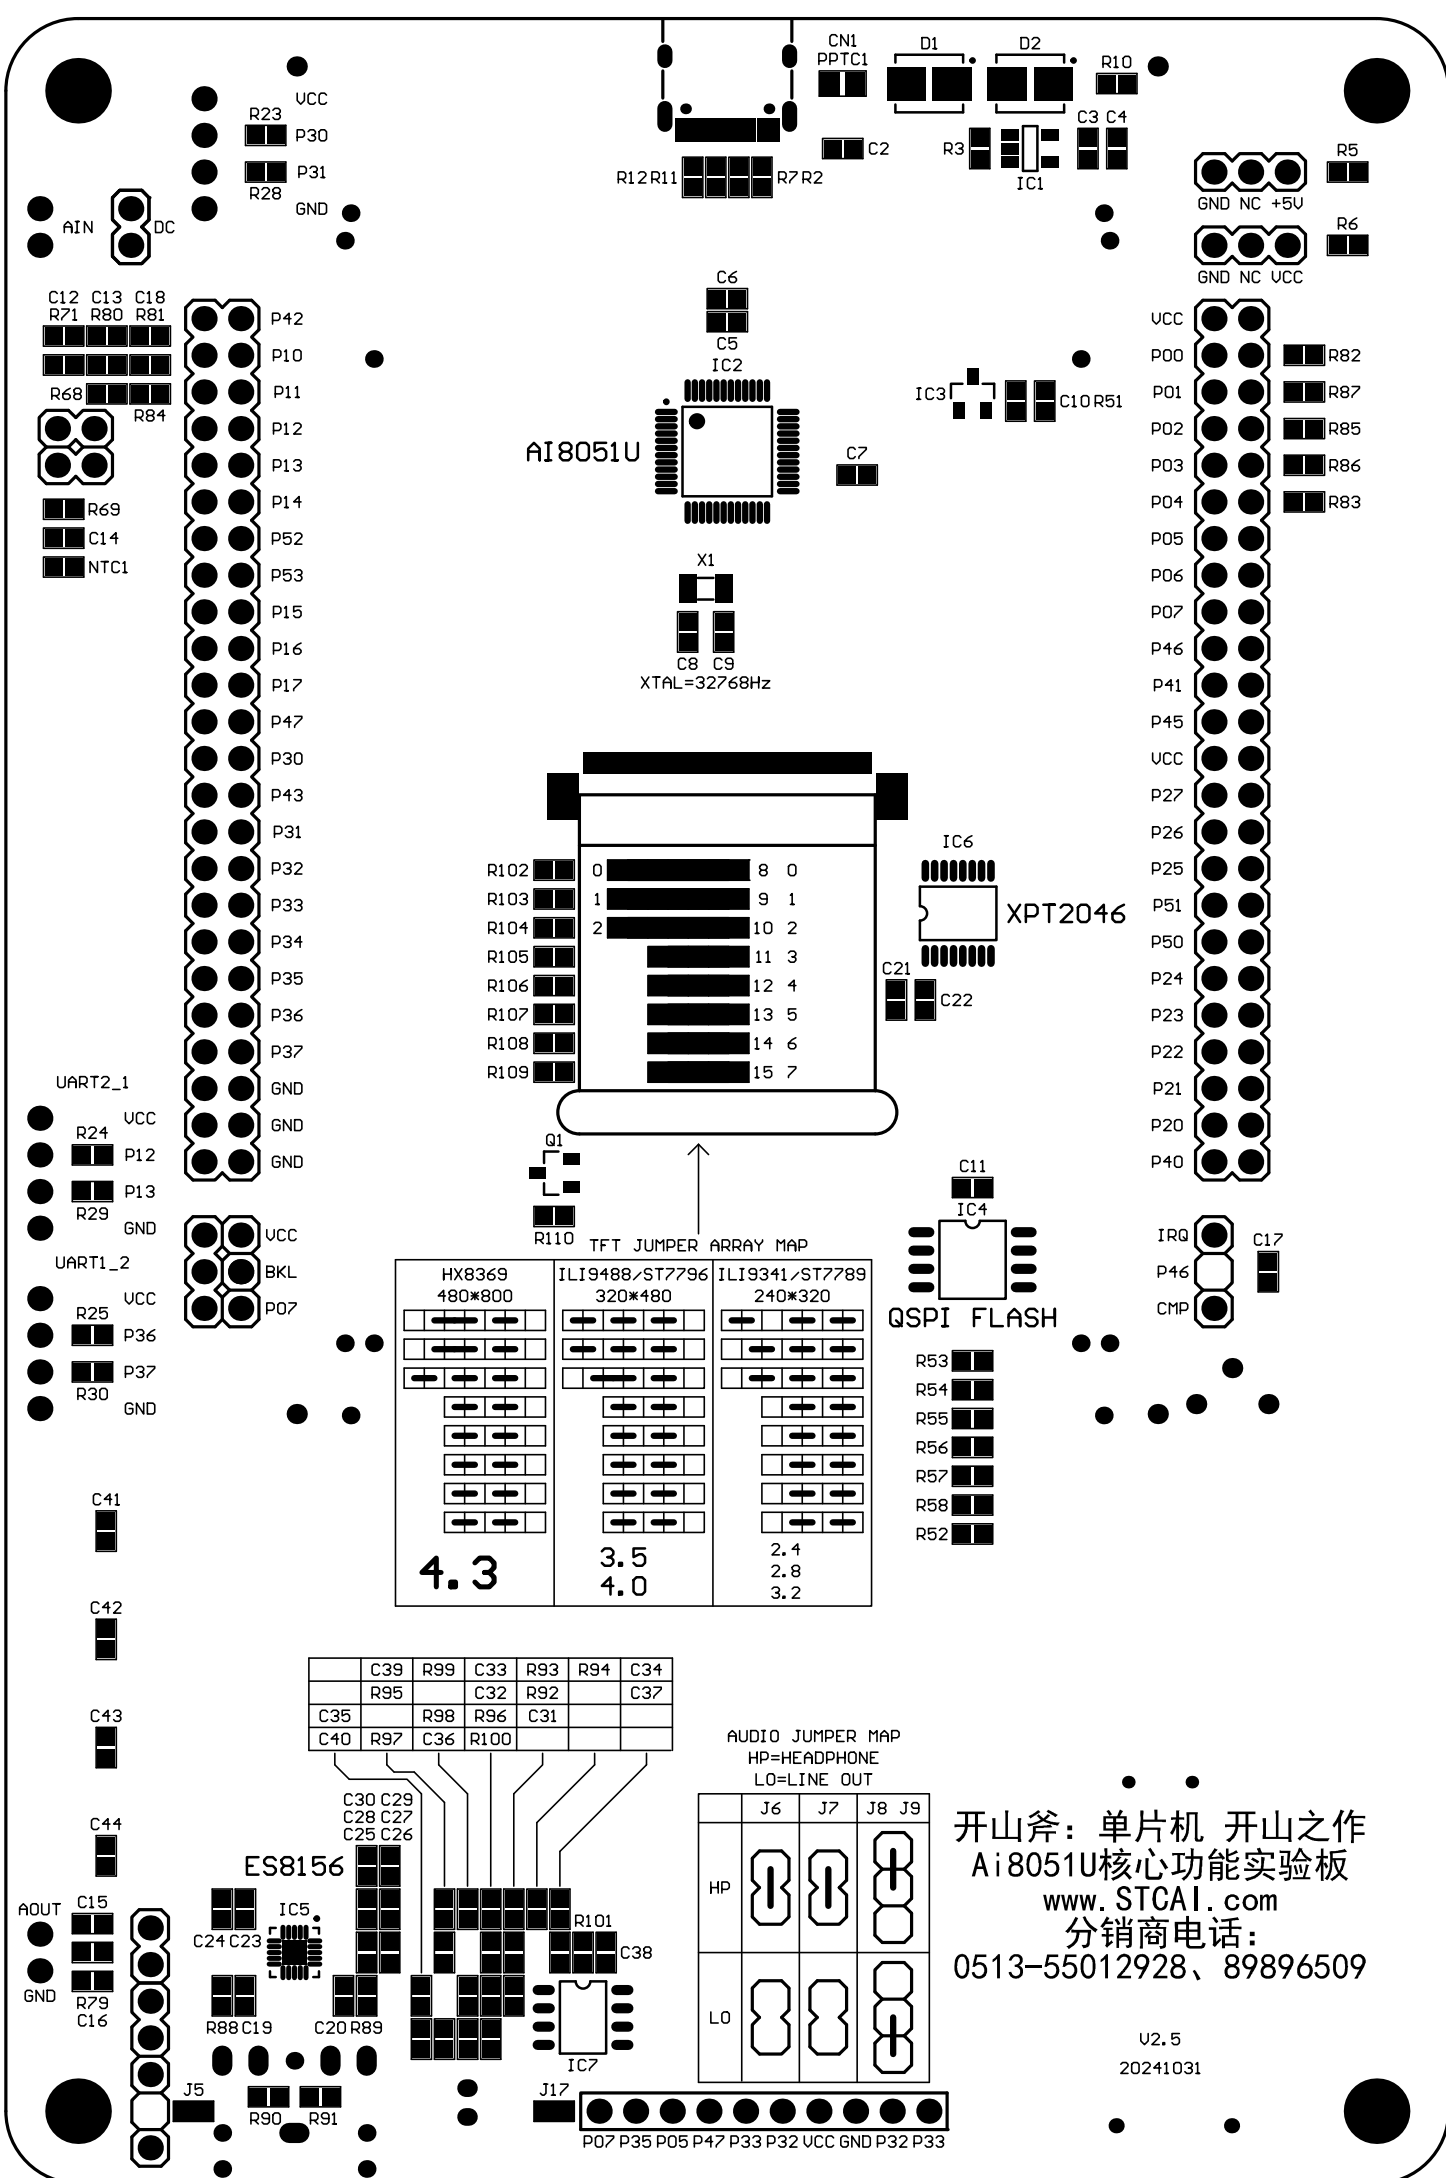 CN1
PPTC1
D1
D2
R10
VCC
R23
P30
P31
R28
GND
AIN
DC
C2
R3
C3 C4
IC1
R12 R11
R7 R2
R5
GND NC +5V
R6
GND NC VCC
C12 C13 C18
R71 R80 R81
R68
R84
R69
C14
NTC1
P42
P10
P11
P12
P13
P14
P52
P53
P15
P16
P17
P47
P30
P43
P31
P32
P33
P34
P35
P36
P37
GND
GND
GND
C6
C5
IC2
AI8051U
C7
IC3
C10 R51
X1
C8 C9
XTAL=32768Hz
VCC
P00
P01
P02
P03
P04
P05
P06
P07
P46
P41
P45
VCC
P27
P26
P25
P51
P50
P24
P23
P22
P21
P20
P40
R82
R87
R85
R86
R83
R102 0 8 0
R103 1 9 1
R104 2 10 2
R105 11 3
R106 12 4
R107 13 5
R108 14 6
R109 15 7
IC6
XPT2046
C21
C22
UART2_1
VCC
R24
P12
P13
R29
GND
UART1_2
VCC
R25
P36
P37
R30
GND
VCC
BKL
P07
Q1
R110
TFT JUMPER ARRAY MAP
HX8369 ILI9488/ST7796 ILI9341/ST7789
480*800 320*480 240*320
4.3
3.5
4.0
2.4
2.8
3.2
C11
IC4
QSPI FLASH
R53
R54
R55
R56
R57
R58
R52
IRQ
P46
CMP
C17
C41
C42
C43
C44
C39 R99 C33 R93 R94 C34
R95 C32 R92 C37
C35 R98 R96 C31
C40 R97 C36 R100
C30 C29
C28 C27
C25 C26
ES8156
IC5
C24 C23
R88 C19
C20 R89
R101
C38
IC7
AOUT
C15
GND
R79
C16
J5
R90 R91
J17
P07 P35 P05 P47 P33 P32 VCC GND P32 P33
AUDIO JUMPER MAP
HP=HEADPHONE
LO=LINE OUT
J6 J7 J8 J9
HP
LO
开山斧：单片机 开山之作
Ai8051U核心功能实验板
www.STCAI.com
分销商电话：
0513-55012928、89896509
V2.5
20241031